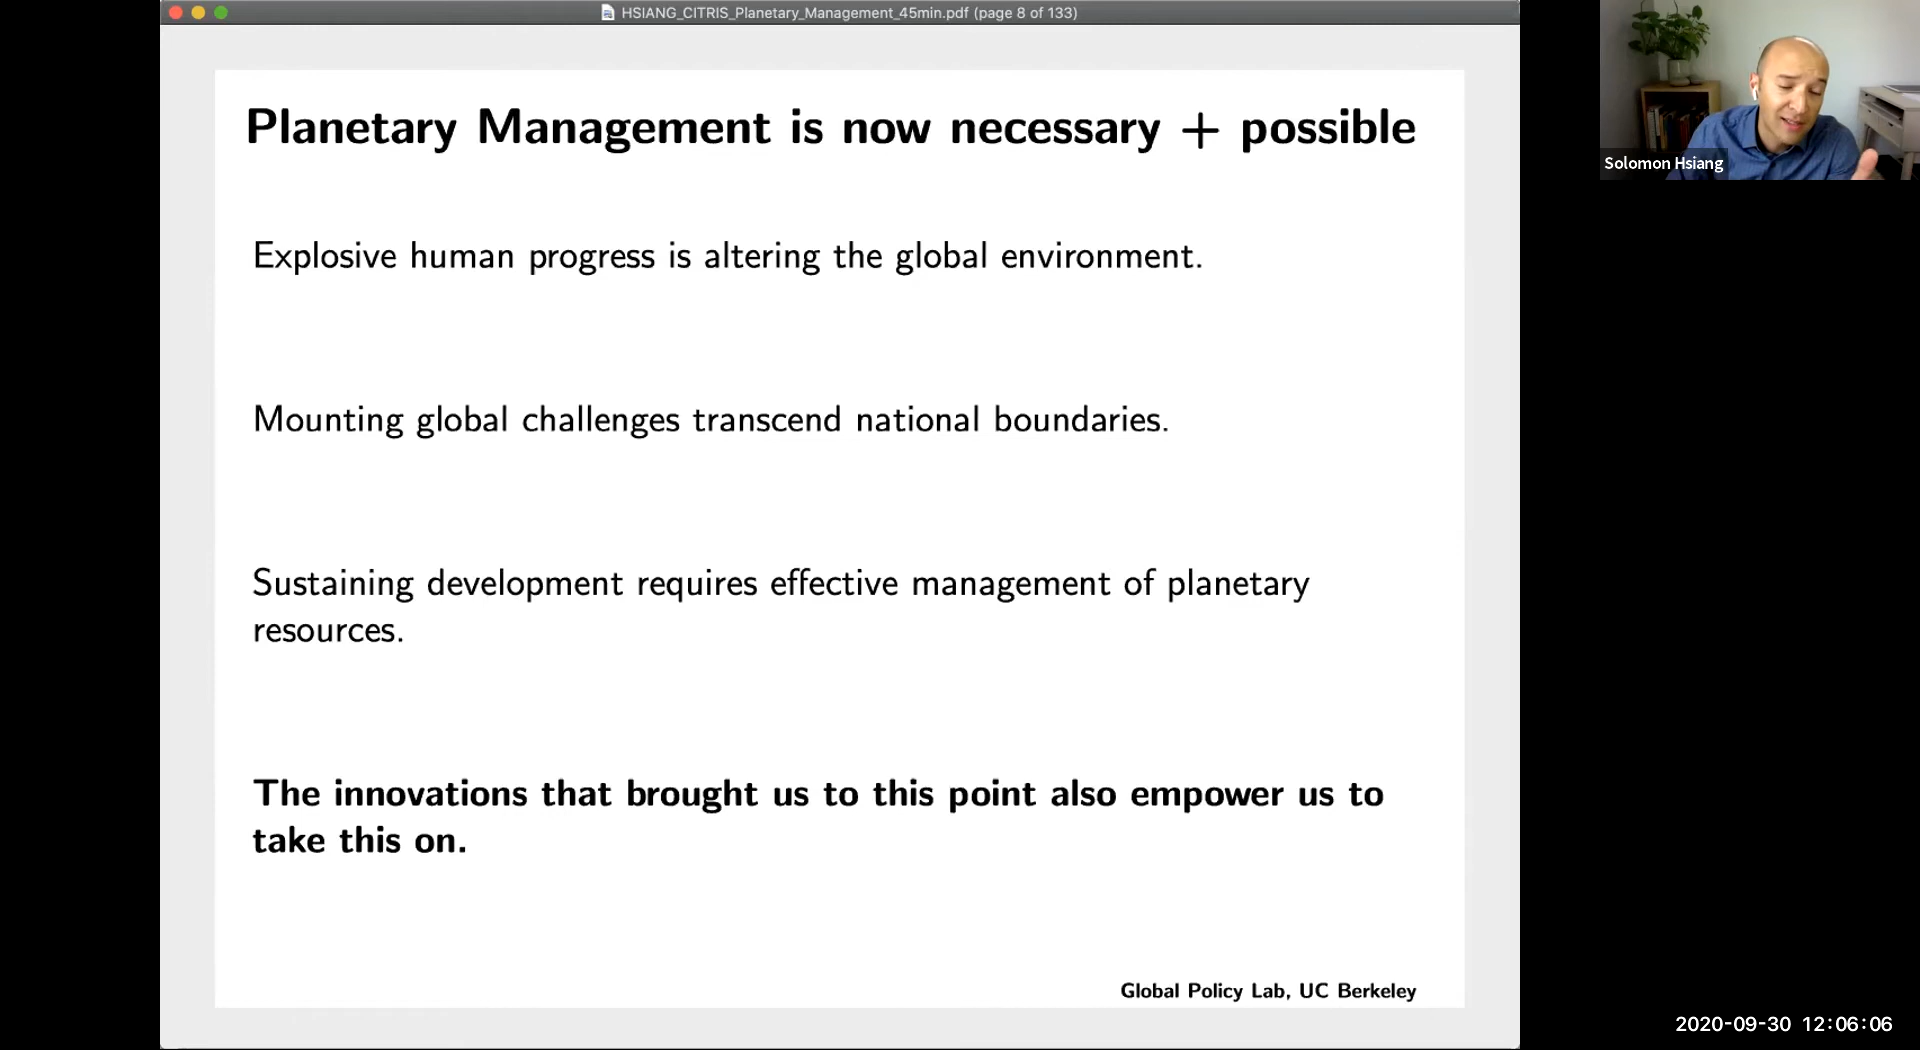 HSIANG_CITRIS_Planetary_Management_45min.pdf (page 8 of 133)
Planetary Management is now necessary + possible
Explosive human progress is altering the global environment.
Mounting global challenges transcend national boundaries.
Sustaining development requires effective management of planetary
resources.
The innovations that brought us to this point also empower us to
take this on.
Global Policy Lab, UC Berkeley
Solomon Hsiang
2020-09-30 12:06:06